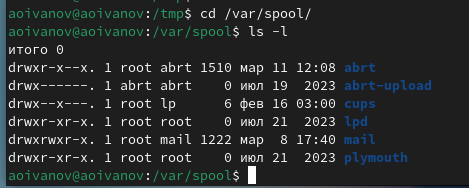 aoivanov@aoivanov:/tmp$ cd /var/spool/
aoivanov@aoivanov:/var/spool$ ls -l
итого 0
drwxr-x--x. 1 root abrt 1510 мар 11 12:08 abrt
drwx------. 1 abrt abrt    0 июл 19  2023 abrt-upload
drwx--x---. 1 root lp      6 фев 16 03:00 cups
drwxr-xr-x. 1 root root    0 июл 21  2023 lpd
drwxrwxr-x. 1 root mail 1222 мар  8 17:40 mail
drwxr-xr-x. 1 root root    0 июл 21  2023 plymouth
aoivanov@aoivanov:/var/spool$